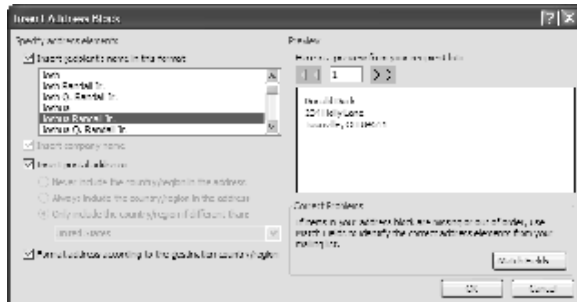 Insert Address Block
Specify address elements
Insert recipient's name in this format
Josh
Josh Randall Jr.
Josh Q. Randall Jr.
Joshua
Joshua Randall Jr.
Joshua Q. Randall Jr.
Insert company name
Insert postal address:
Never include the country/region in the address
Always include the country/region in the address
Only include the country/region if different than:
United States
Format address according to the destination country/region
Preview
Here is a preview from your recipient list:
1
Donald Duck
Lane
Correct Problems
If items in your address block are missing or out of order, use
Match Fields to identify the correct address elements from your
mailing list.
Match Fields...
OK
Cancel